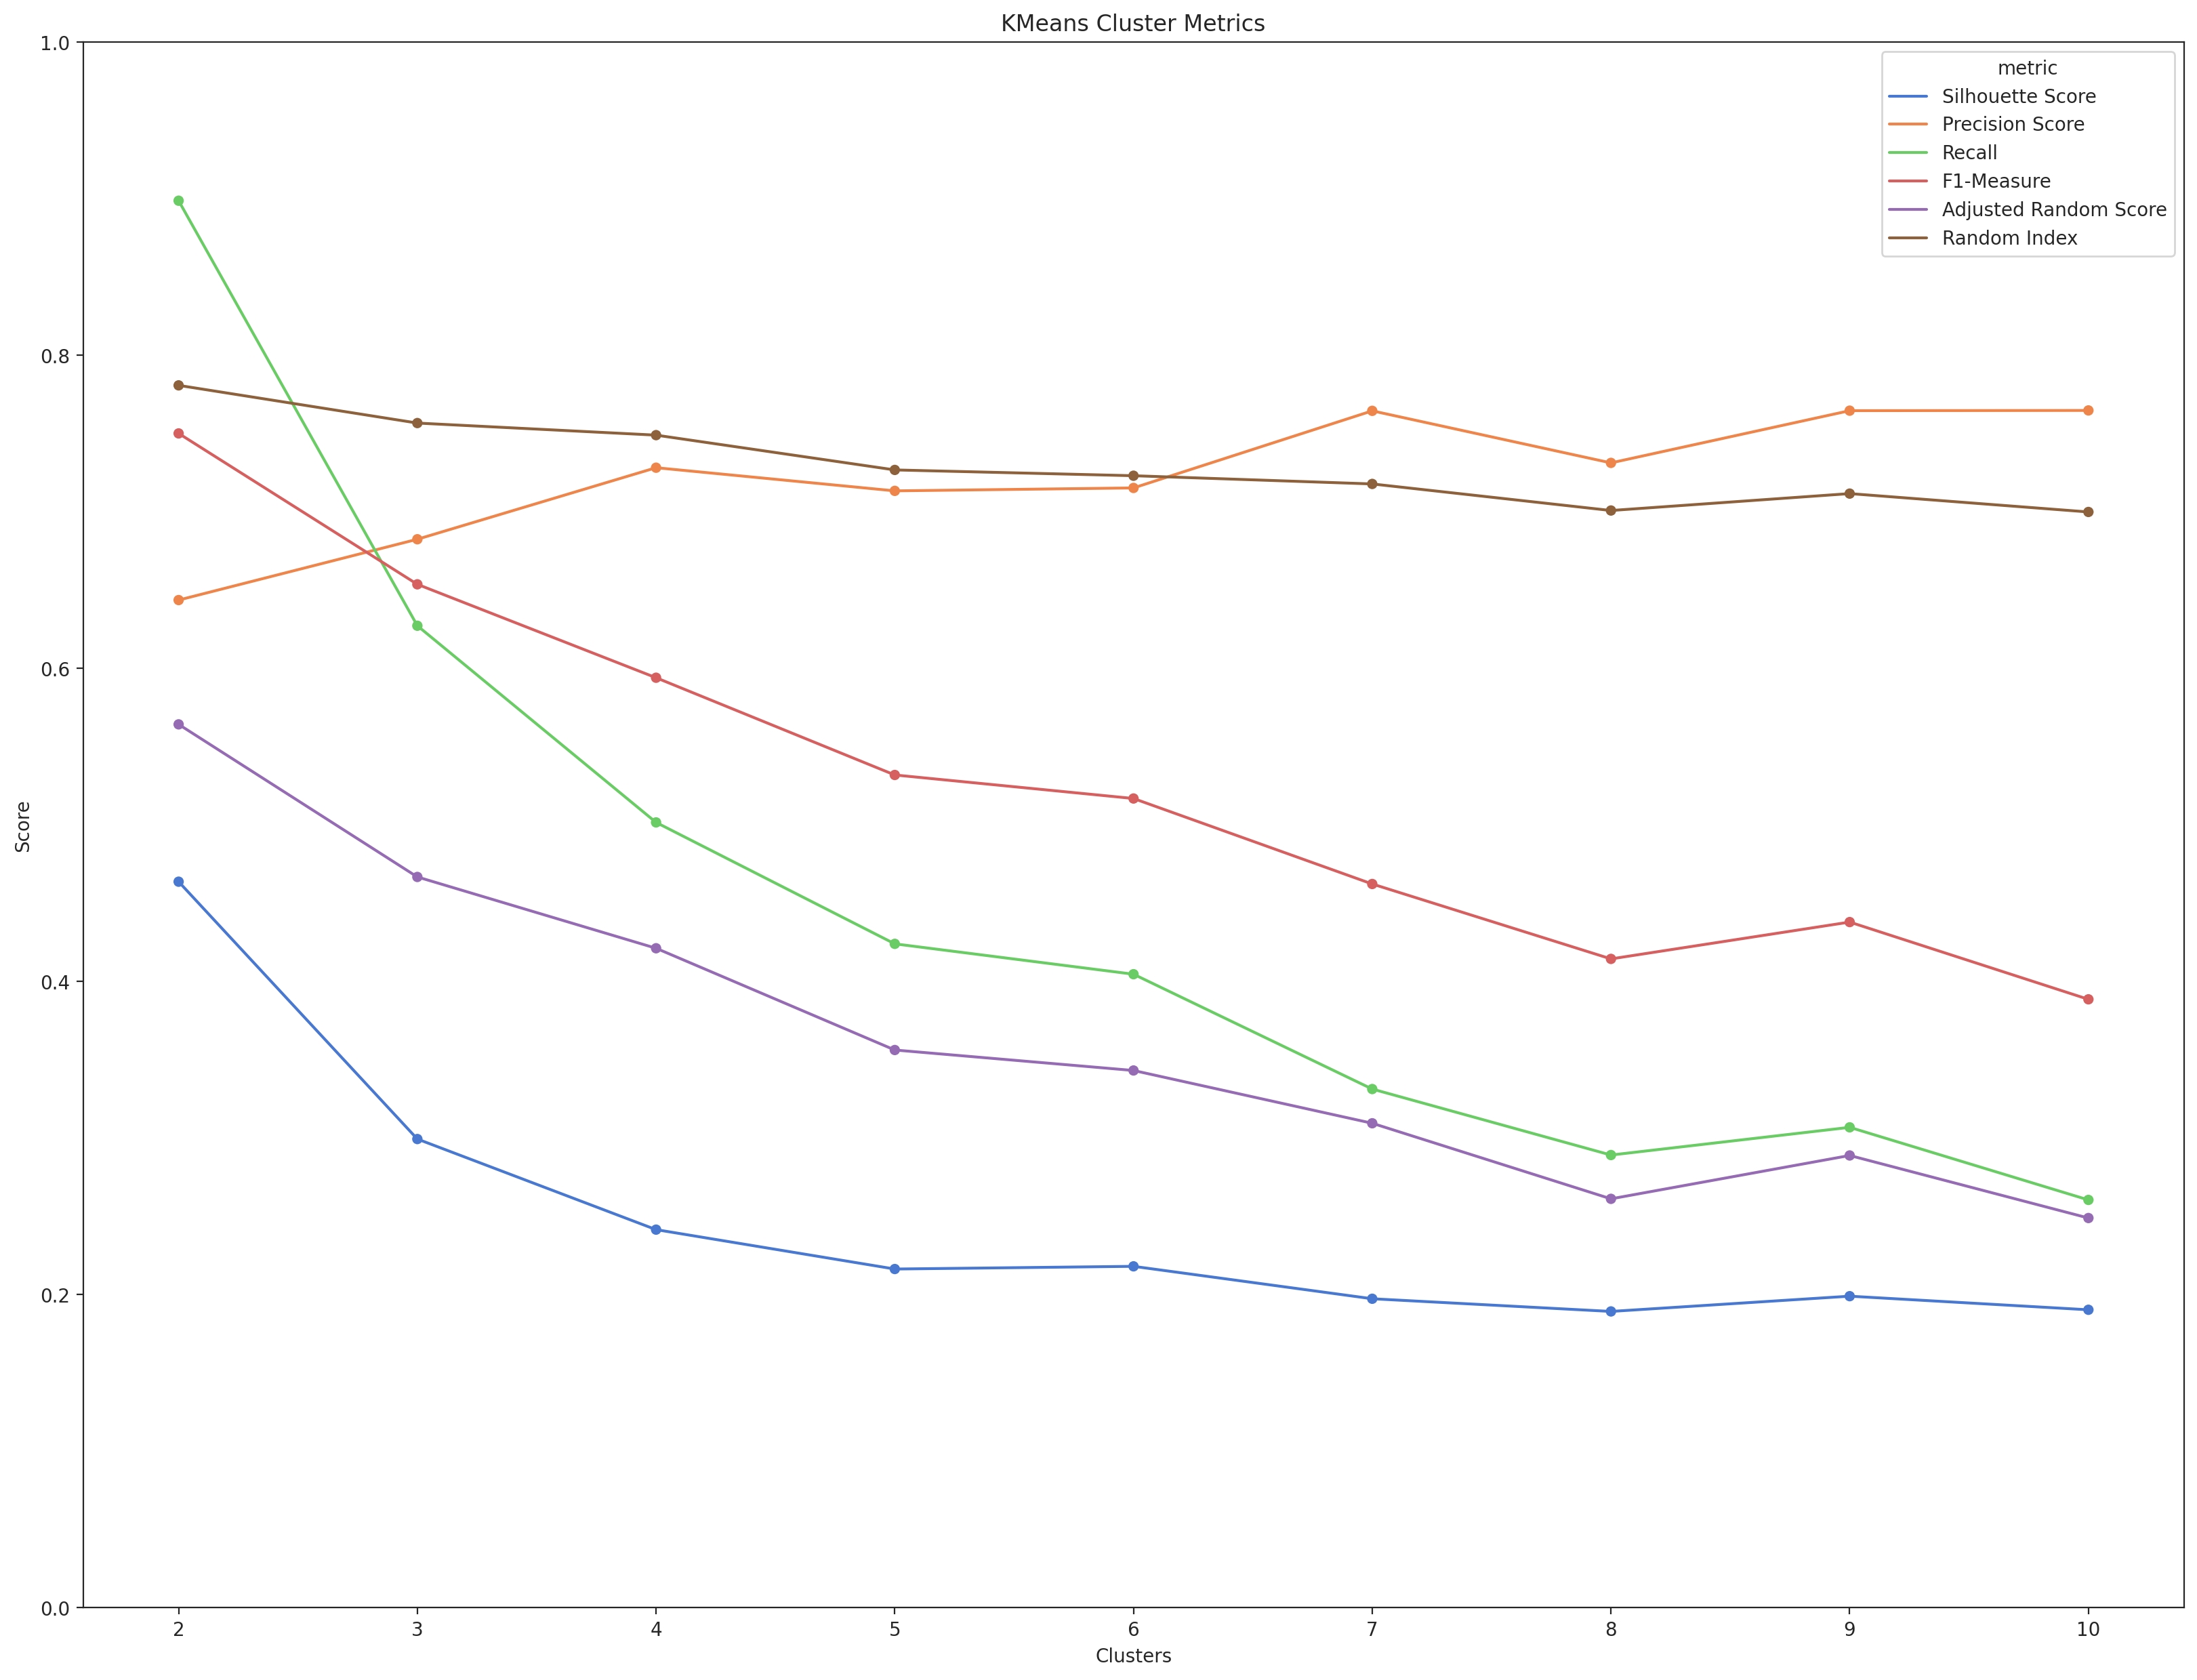 KMeans Cluster Metrics
metric
Silhouette Score
Precision Score
Recall
F1-Measure
Adjusted Random Score
Random Index
1.0
0.8
0.6
0.4
0.2
0.0
Score
2 3 4 5 6 7 8 9 10
Clusters